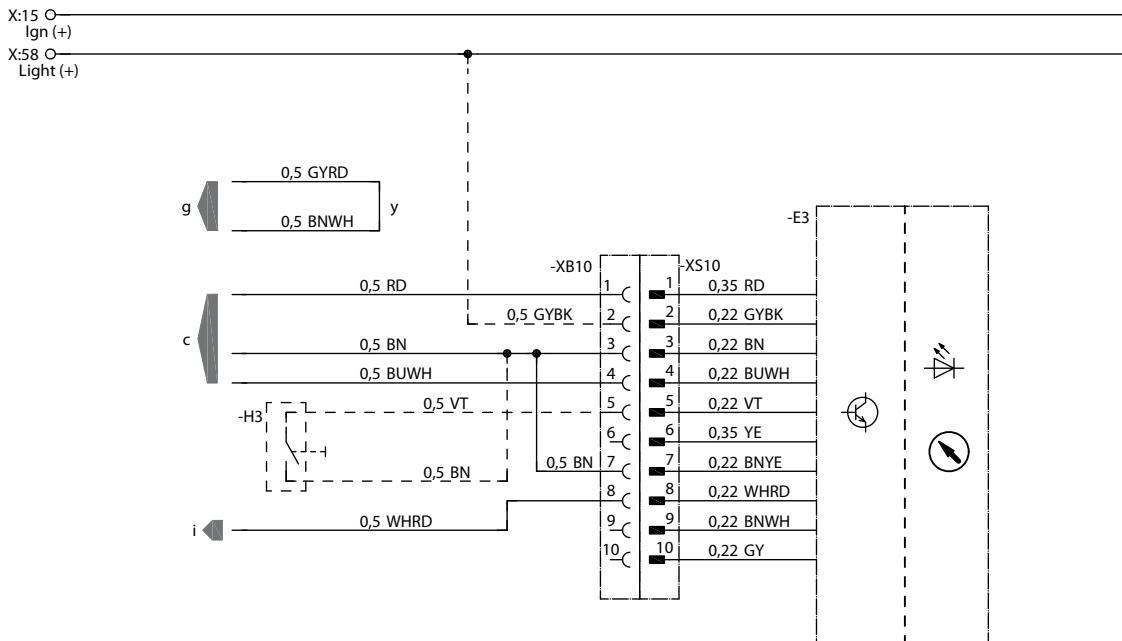 X:15
Ign (+)
X:58
Light (+)
0,5 GYRD
g
y
0,5 BNWH
-E3
-XB10
-XS10
0,5 RD
1
1
0,35 RD
0,5 GYBK
2
2
0,22 GYBK
c
0,5 BN
3
3
0,22 BN
0,5 BUWH
4
4
0,22 BUWH
-H3
0,5 VT
5
5
0,22 VT
6
6
0,35 YE
0,5 BN
0,5 BN
7
7
0,22 BNYE
8
8
0,22 WHRD
i
0,5 WHRD
9
9
0,22 BNWH
10
10
0,22 GY